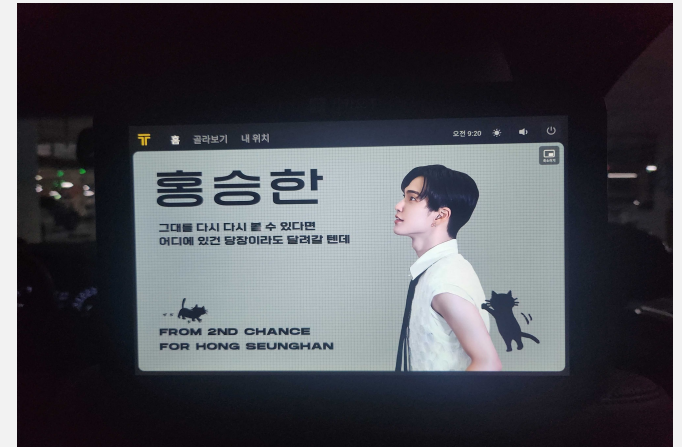 홈 골라보기 내 위치 오전 9:20
홍승한
그대를 다시 다시 볼 수 있다면
어디에 있건 당장이라도 달려갈 텐데
FROM 2ND CHANCE
FOR HONG SEUNGHAN